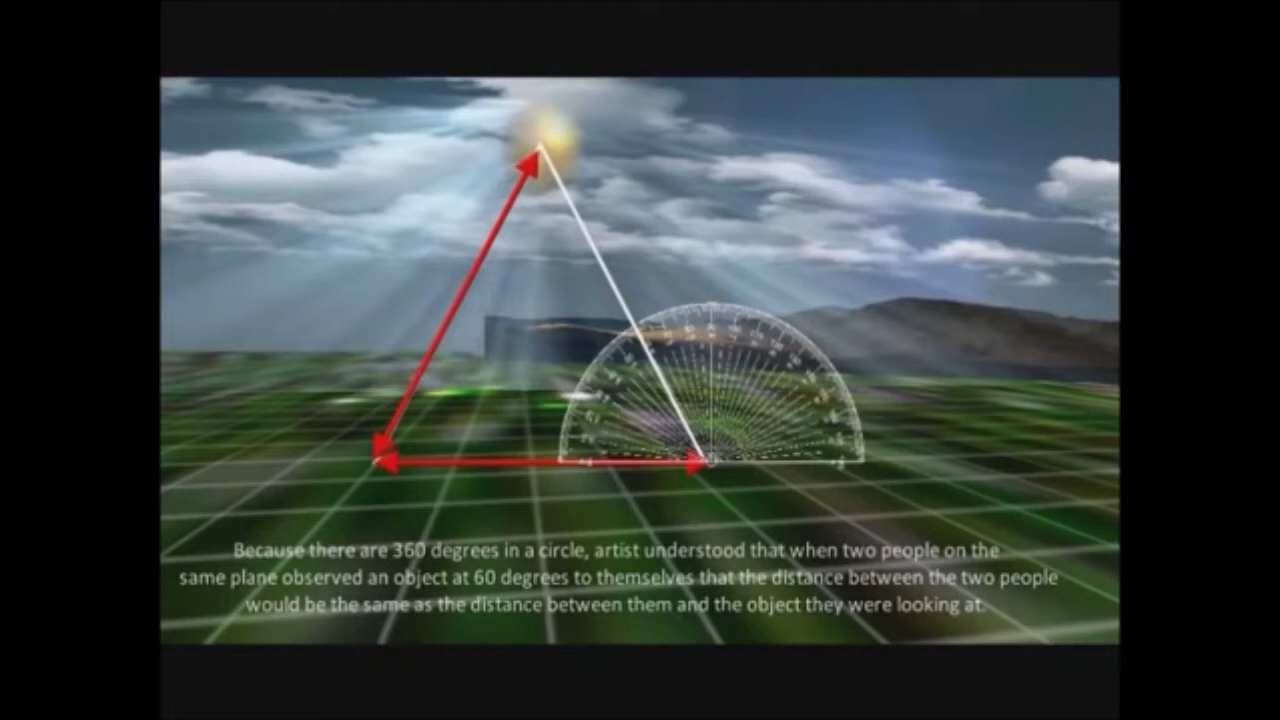 Because there are 360 degrees in a circle, artist understood that when two people on the
same plane observed an object at 60 degrees to themselves that the distance between the two people
would be the same as the distance between them and the object they were looking at.